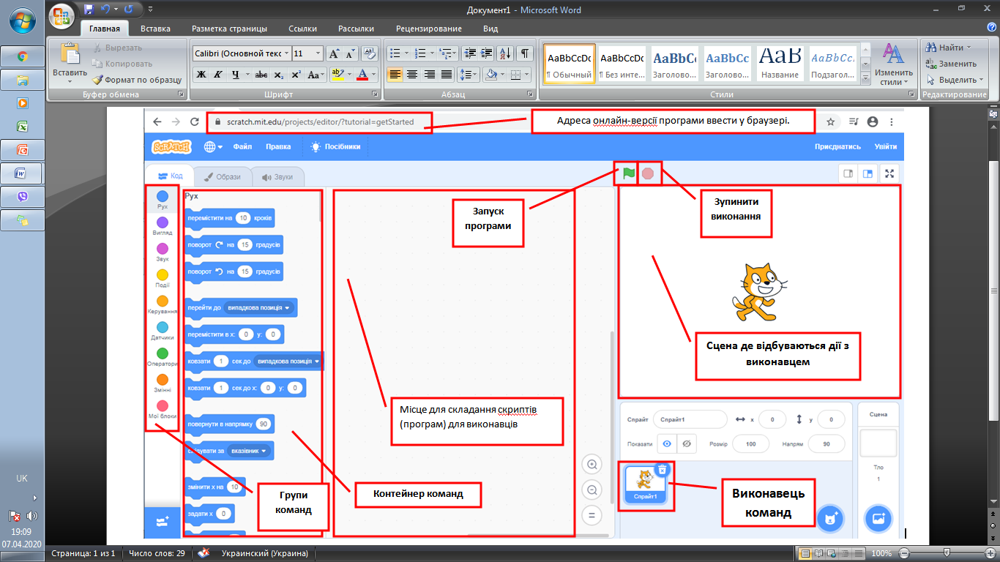 Документ1 - Microsoft Word
Главная Вставка Разметка страницы Ссылки Рассылки Рецензирование Вид
Вставить
Вырезать
Копировать
Формат по образцу
Буфер обмена
Calibri (Основной текс 11
Ж К Ч abc x₂ x² Aa
Шрифт
Абзац
АаBbCcDc АаBbCcDc AaBbC AaBbCc АаВ AaBbCc.
¶ Обычный ¶ Без инте... Заголово... Заголово... Название Подзагол...
Стили
Изменить
стили
Найти
Заменить
Выделить
Редактирование
scratch.mit.edu/projects/editor/?tutorial=getStarted
Адреса онлайн-версії програми ввести у браузері.
SCRATCH Файл Правка Посібники Приєднатись Увійти
Код Образи Звуки
Рух
Вигляд
Звук
Події
Керування
Датчики
Оператори
Змінні
Мої блоки
Рух
перемістити на 10 кроків
поворот на 15 градусів
поворот на 15 градусів
перейти до випадкова позиція
перемістити в x: 0 y: 0
ковзати 1 сек до випадкова позиція
ковзати 1 сек до x: 0 y: 0
повернути в напрямку 90
слідувати за вказівник
змінити x на 10
задати x 0
Запуск
програми
Зупинити
виконання
Сцена де відбуваються дії з
виконавцем
Місце для складання скриптів
(програм) для виконавців
Групи
команд
Контейнер команд
Спрайт Спрайт1 x 0 y 0
Показати Розмір 100 Напрям 90
Спрайт1
Сцена
Тло
1
Виконавець
команд
UK
19:09
07.04.2020
Страница: 1 из 1 Число слов: 29 Украинский (Украина) 100%